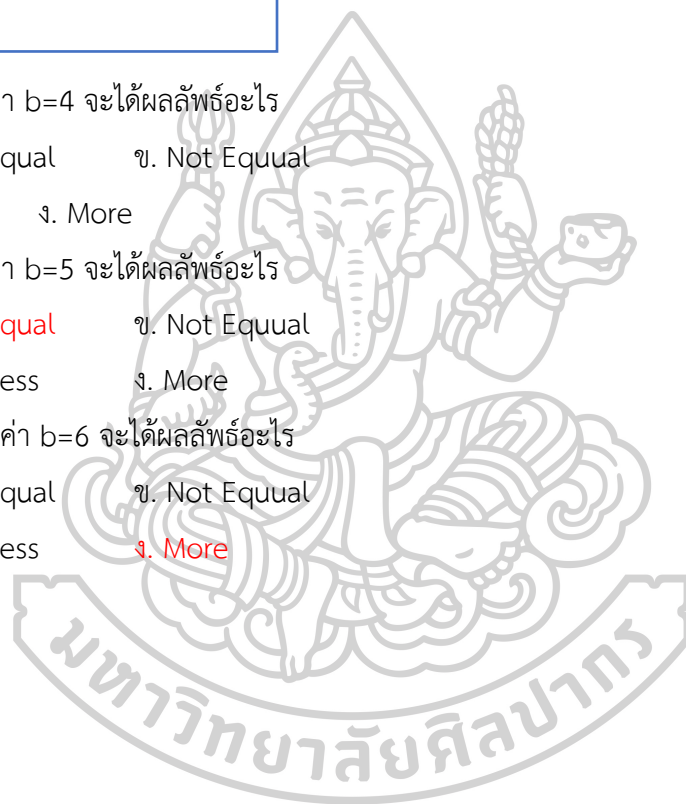 า b=4 จะได้ผลลัพธ์อะไร
qual ข. Not Equual
ง. More
า b=5 จะได้ผลลัพธ์อะไร
qual ข. Not Equual
ess ง. More
ค่า b=6 จะได้ผลลัพธ์อะไร
qual ข. Not Equual
ess ง. More
มหาวิทยาลัยศิลปากร